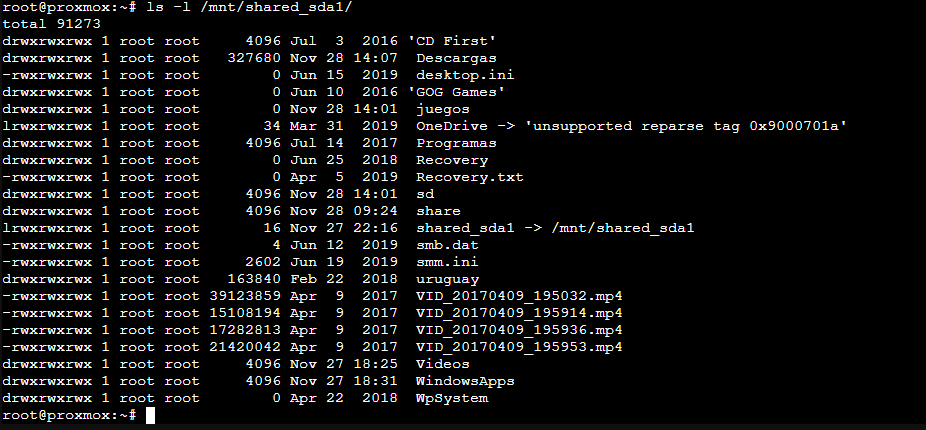 root@proxmox:~# ls -l /mnt/shared_sda1/
total 91273
drwxrwxrwx 1 root root     4096 Jul  3  2016 'CD First'
drwxrwxrwx 1 root root   327680 Nov 28 14:07  Descargas
-rwxrwxrwx 1 root root        0 Jun 15  2019  desktop.ini
drwxrwxrwx 1 root root        0 Jun 10  2016 'GOG Games'
drwxrwxrwx 1 root root        0 Nov 28 14:01  juegos
lrwxrwxrwx 1 root root       34 Mar 31  2019  OneDrive -> 'unsupported reparse tag 0x9000701a'
drwxrwxrwx 1 root root     4096 Jul 14  2017  Programas
drwxrwxrwx 1 root root        0 Jun 25  2018  Recovery
-rwxrwxrwx 1 root root        0 Apr  5  2019  Recovery.txt
drwxrwxrwx 1 root root     4096 Nov 28 14:01  sd
drwxrwxrwx 1 root root     4096 Nov 28 09:24  share
lrwxrwxrwx 1 root root       16 Nov 27 22:16  shared_sda1 -> /mnt/shared_sda1
-rwxrwxrwx 1 root root        4 Jun 12  2019  smb.dat
-rwxrwxrwx 1 root root     2602 Jun 19  2019  smm.ini
drwxrwxrwx 1 root root   163840 Feb 22  2018  uruguay
-rwxrwxrwx 1 root root 39123859 Apr  9  2017  VID_20170409_195032.mp4
-rwxrwxrwx 1 root root 15108194 Apr  9  2017  VID_20170409_195914.mp4
-rwxrwxrwx 1 root root 17282813 Apr  9  2017  VID_20170409_195936.mp4
-rwxrwxrwx 1 root root 21420042 Apr  9  2017  VID_20170409_195953.mp4
drwxrwxrwx 1 root root     4096 Nov 27 18:25  Videos
drwxrwxrwx 1 root root     4096 Nov 27 18:31  WindowsApps
drwxrwxrwx 1 root root        0 Apr 22  2018  WpSystem
root@proxmox:~#